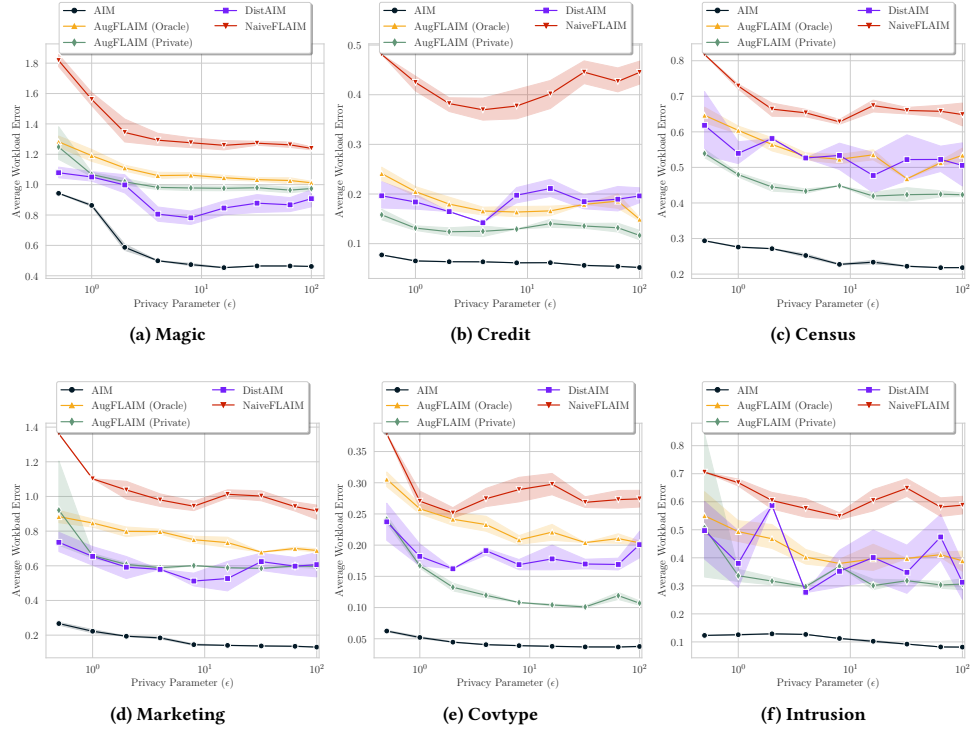 AIM
AugFLAIM (Oracle)
AugFLAIM (Private)
DistAIM
NaiveFLAIM
Average Workload Error
1.8
1.6
1.4
1.2
1.0
0.8
0.6
0.4
10⁰
10¹
10²
Privacy Parameter (ϵ)
(a) Magic
AIM
AugFLAIM (Oracle)
AugFLAIM (Private)
DistAIM
NaiveFLAIM
Average Workload Error
0.5
0.4
0.3
0.2
0.1
10⁰
10¹
10²
Privacy Parameter (ϵ)
(b) Credit
AIM
AugFLAIM (Oracle)
AugFLAIM (Private)
DistAIM
NaiveFLAIM
Average Workload Error
0.8
0.7
0.6
0.5
0.4
0.3
0.2
10⁰
10¹
10²
Privacy Parameter (ϵ)
(c) Census
AIM
AugFLAIM (Oracle)
AugFLAIM (Private)
DistAIM
NaiveFLAIM
Average Workload Error
1.4
1.2
1.0
0.8
0.6
0.4
0.2
10⁰
10¹
10²
Privacy Parameter (ϵ)
(d) Marketing
AIM
AugFLAIM (Oracle)
AugFLAIM (Private)
DistAIM
NaiveFLAIM
Average Workload Error
0.35
0.30
0.25
0.20
0.15
0.10
0.05
10⁰
10¹
10²
Privacy Parameter (ϵ)
(e) Covtype
AIM
AugFLAIM (Oracle)
AugFLAIM (Private)
DistAIM
NaiveFLAIM
Average Workload Error
0.8
0.7
0.6
0.5
0.4
0.3
0.2
0.1
10⁰
10¹
10²
Privacy Parameter (ϵ)
(f) Intrusion